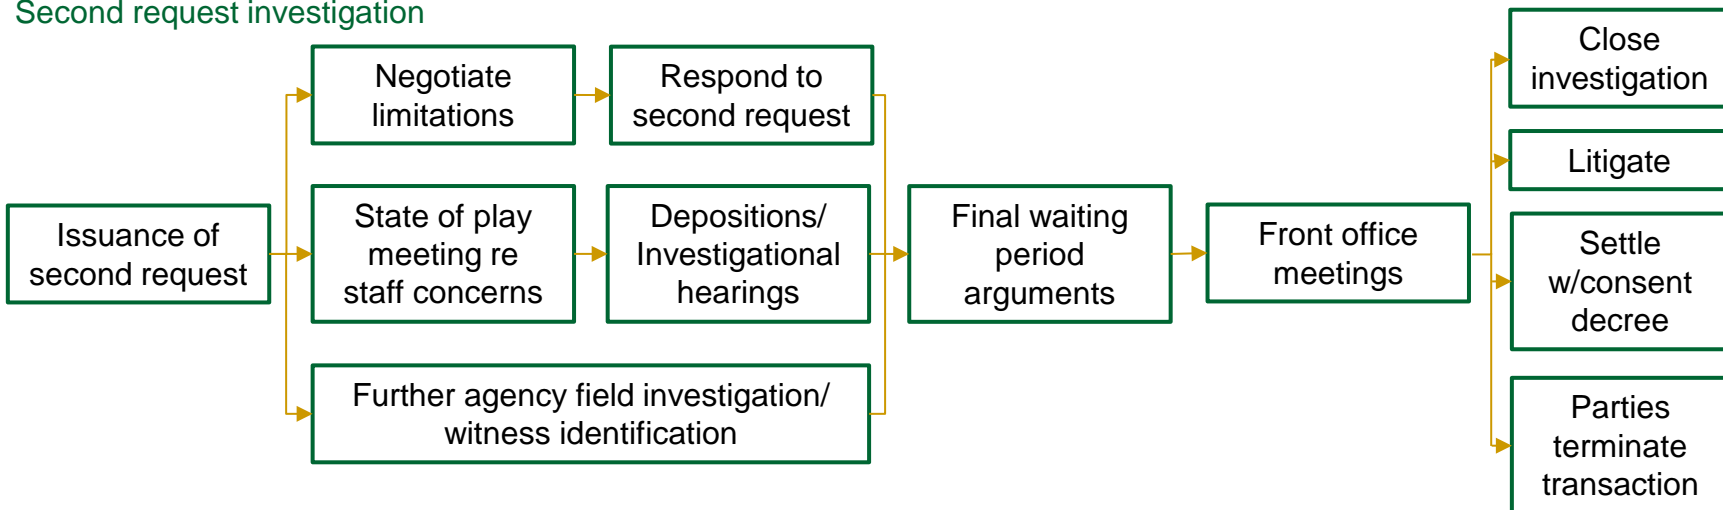 Second request investigation
Issuance of
second request
Negotiate
limitations
Respond to
second request
State of play
meeting re
staff concerns
Depositions/
Investigational
hearings
Further agency field investigation/
witness identification
Final waiting
period
arguments
Front office
meetings
Close
investigation
Litigate
Settle
w/consent
decree
Parties
terminate
transaction